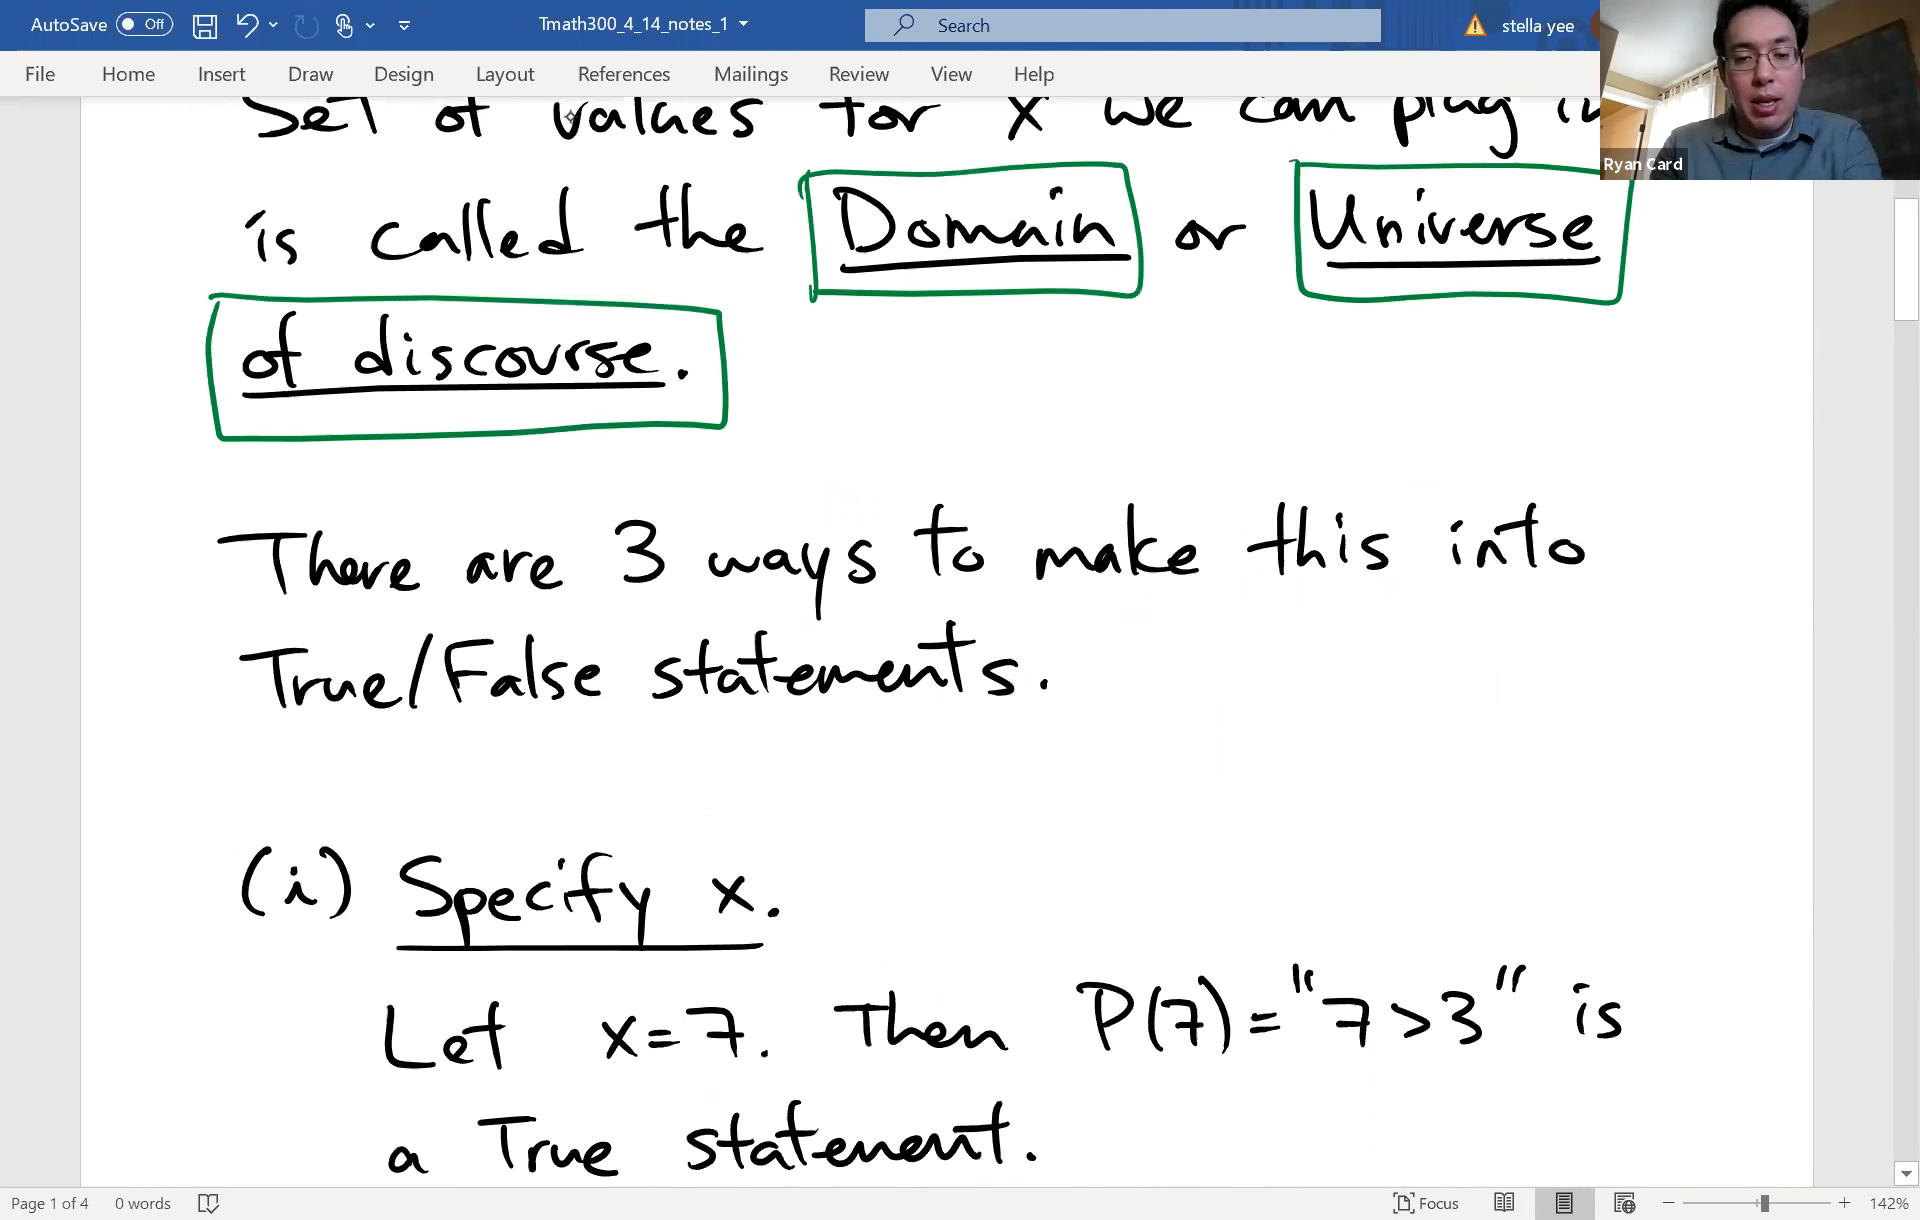 AutoSave Off Tmath300_4_14_notes_1 Search stella yee
File Home Insert Draw Design Layout References Mailings Review View Help
Ryan Card
Set of values for x we can plug in
is called the Domain or Universe
of discourse.
There are 3 ways to make this into
True/False statements.
(i) Specify x.
Let x=7. Then P(7)="7>3" is
a True statement.
Page 1 of 4 0 words Focus 142%